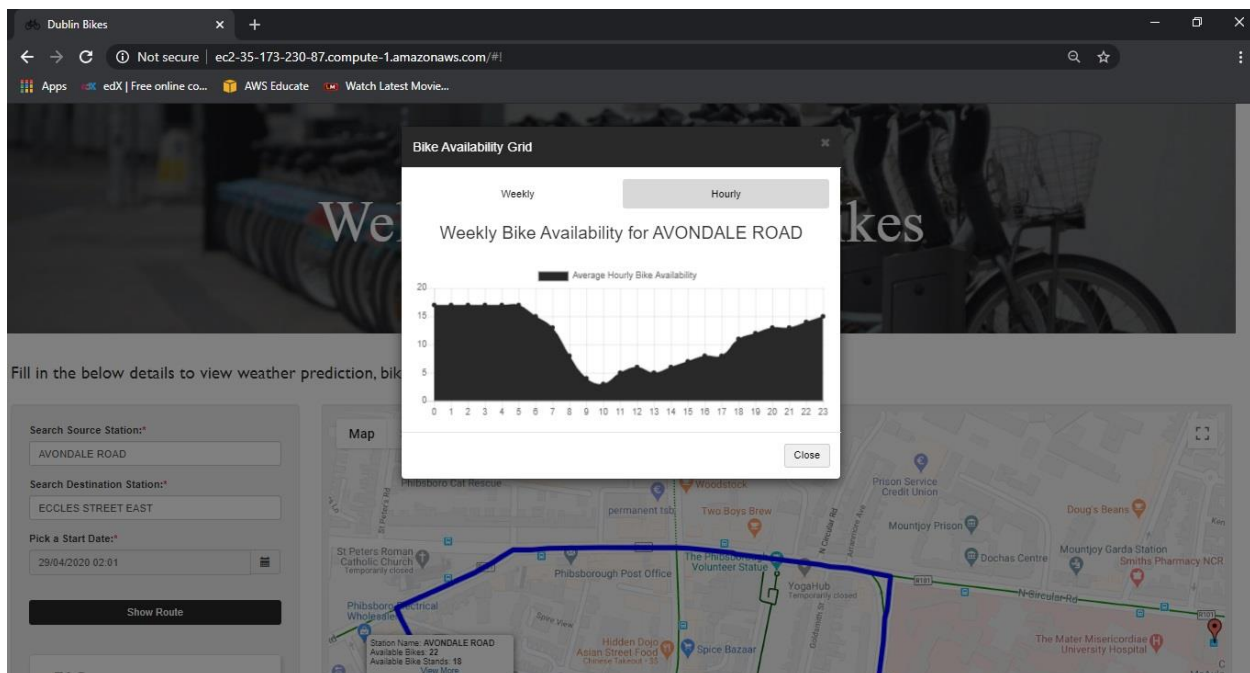 Dublin Bikes
Not secure | ec2-35-173-230-87.compute-1.amazonaws.com/#!
Apps edX | Free online co... AWS Educate Watch Latest Movie...
Bike Availability Grid
Weekly Hourly
Weekly Bike Availability for AVONDALE ROAD
Average Hourly Bike Availability
20
15
10
5
0
0 1 2 3 4 5 6 7 8 9 10 11 12 13 14 15 16 17 18 19 20 21 22 23
Close
Fill in the below details to view weather prediction,
Search Source Station:*
AVONDALE ROAD
Search Destination Station:*
ECCLES STREET EAST
Pick a Start Date:*
29/04/2020 02:01
Show Route
Map
Phibsboro Cat Rescue
Woodstock
permanent tsb
Two Boys Brew
Prison Service
Credit Union
Mountjoy Prison
Doug's Beans
St Peters Roman
Catholic Church
Temporarily closed
Phibsborough Post Office
Volunteer Statue
YogaHub
Temporarily closed
Dochas Centre
Mountjoy Garda Station
Smiths Pharmacy NCR
R101
N Circular Rd
R101
Spire View
Station Name: AVONDALE ROAD
Available Bikes: 22
Available Bike Stands: 18
View More
Hidden Dojo
Asian Street Food
Spice Bazaar
The Mater Misericordiae
University Hospital